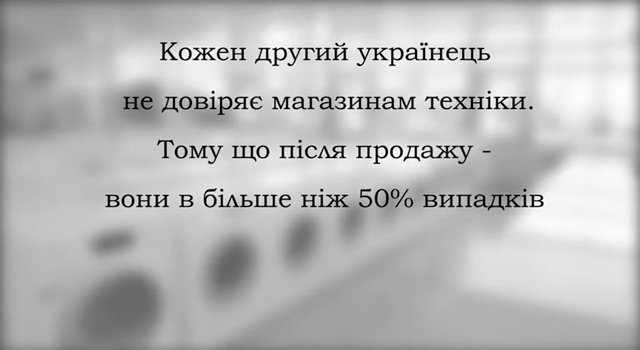 Кожен другий українець
не довіряє магазинам техніки.
Тому що після продажу -
вони в більше ніж 50% випадків